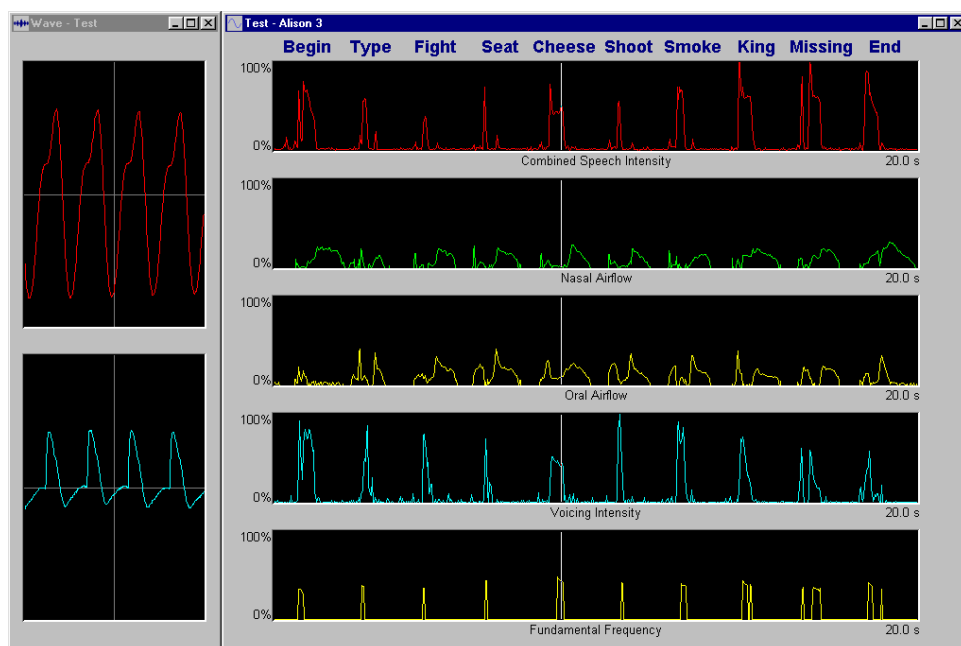 Wave - Test
Test - Alison 3
Begin Type Fight Seat Cheese Shoot Smoke King Missing End
100%
0%
Combined Speech Intensity 20.0 s
100%
0%
Nasal Airflow 20.0 s
100%
0%
Oral Airflow 20.0 s
100%
0%
Voicing Intensity 20.0 s
100%
0%
Fundamental Frequency 20.0 s